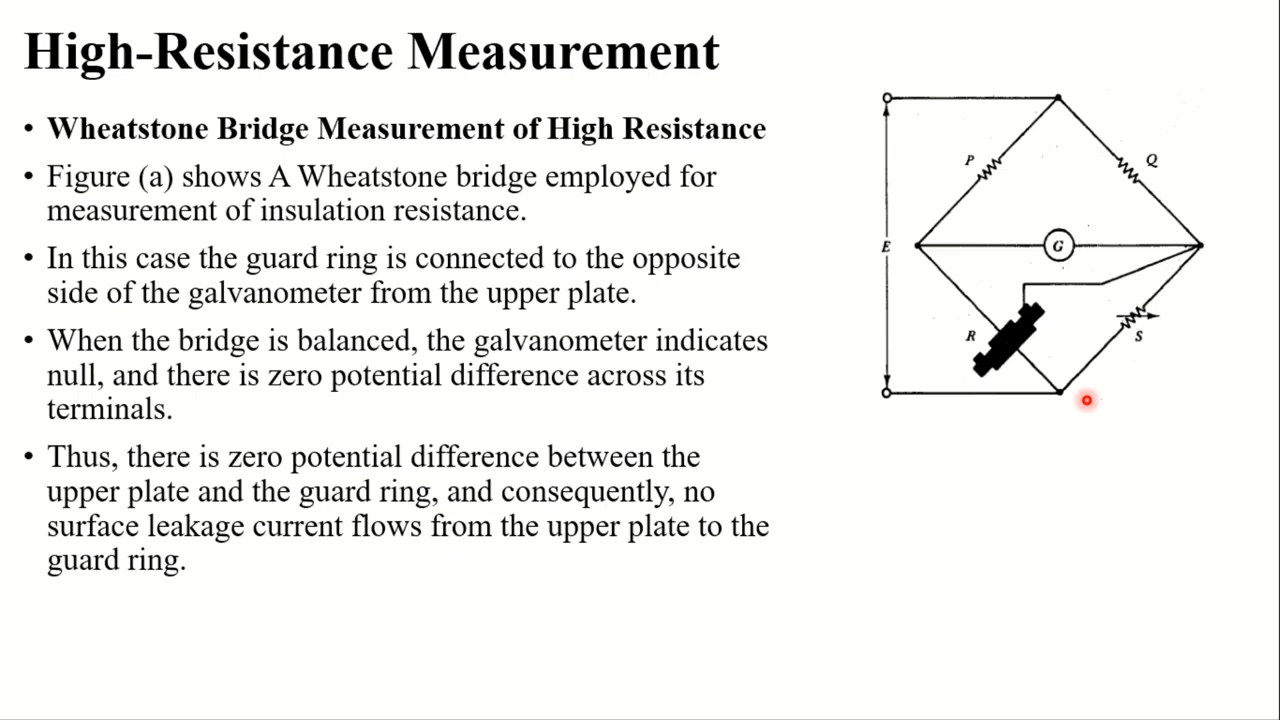 High-Resistance Measurement
• Wheatstone Bridge Measurement of High Resistance
• Figure (a) shows A Wheatstone bridge employed for
measurement of insulation resistance.
• In this case the guard ring is connected to the opposite
side of the galvanometer from the upper plate.
• When the bridge is balanced, the galvanometer indicates
null, and there is zero potential difference across its
terminals.
• Thus, there is zero potential difference between the
upper plate and the guard ring, and consequently, no
surface leakage current flows from the upper plate to the
guard ring.
P
Q
E
G
R
S